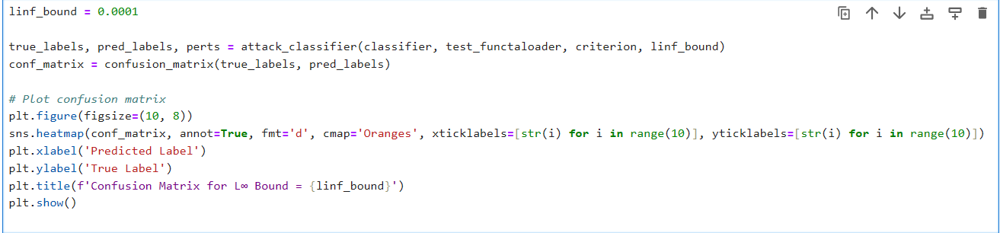 linf_bound = 0.0001
true_labels, pred_labels, perts = attack_classifier(classifier, test_functaloader, criterion, linf_bound)
conf_matrix = confusion_matrix(true_labels, pred_labels)
# Plot confusion matrix
plt.figure(figsize=(10, 8))
sns.heatmap(conf_matrix, annot=True, fmt='d', cmap='Oranges', xticklabels=[str(i) for i in range(10)], yticklabels=[str(i) for i in range(10)])
plt.xlabel('Predicted Label')
plt.ylabel('True Label')
plt.title(f'Confusion Matrix for L∞ Bound = {linf_bound}')
plt.show()